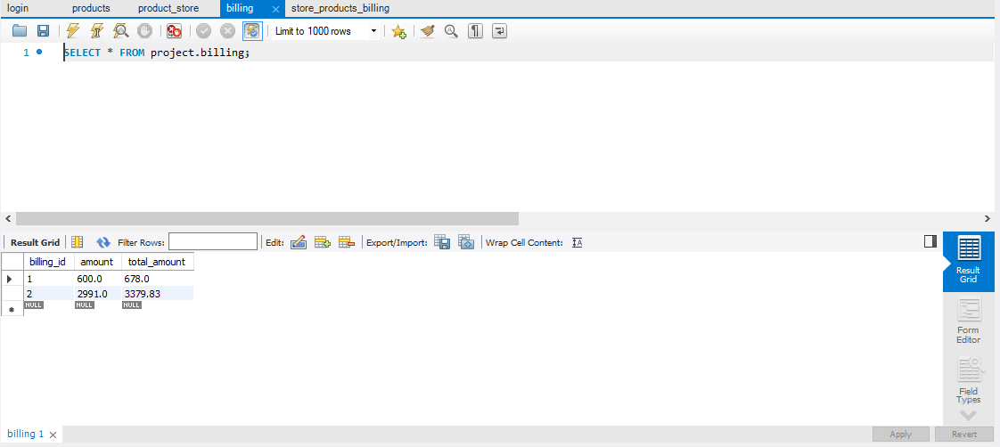 login products product_store billing store_products_billing
Limit to 1000 rows
1 SELECT * FROM project.billing;
Result Grid Filter Rows: Edit: Export/Import: Wrap Cell Content:
billing_id amount total_amount
1 600.0 678.0
2 2991.0 3379.83
NULL NULL NULL
Result
Grid
Form
Editor
Field
Types
billing 1 Apply Revert